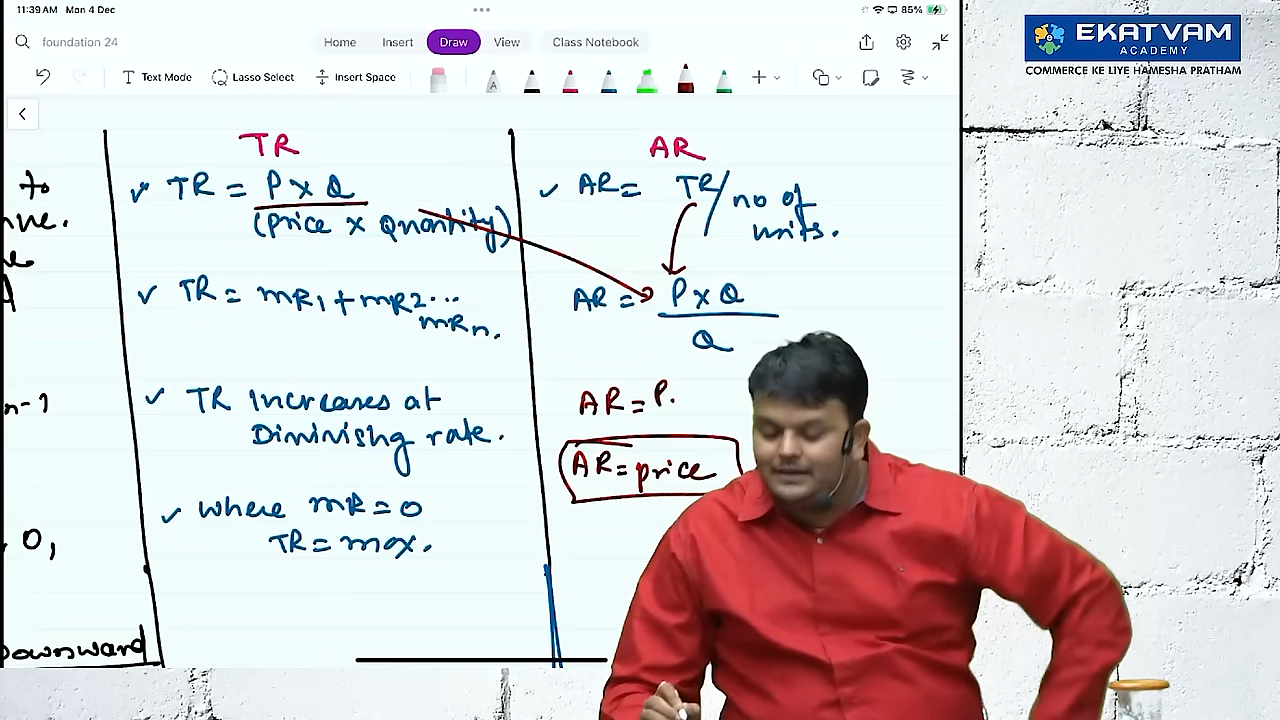 11:39 AM Mon 4 Dec
85%
foundation 24
Home Insert Draw View Class Notebook
Text Mode Lasso Select Insert Space
EKATVAM
ACADEMY
COMMERCE KE LIYE HAMESHA PRATHAM
to
n-1
0,
Downward
TR
TR = P x Q
(Price x Quantity)
TR = MR1 + MR2...
MRn.
TR Increases at
Diminishg rate.
Where MR = 0
TR = max.
AR
AR = TR/no of
units.
AR = P x Q
Q
AR = P.
AR = price